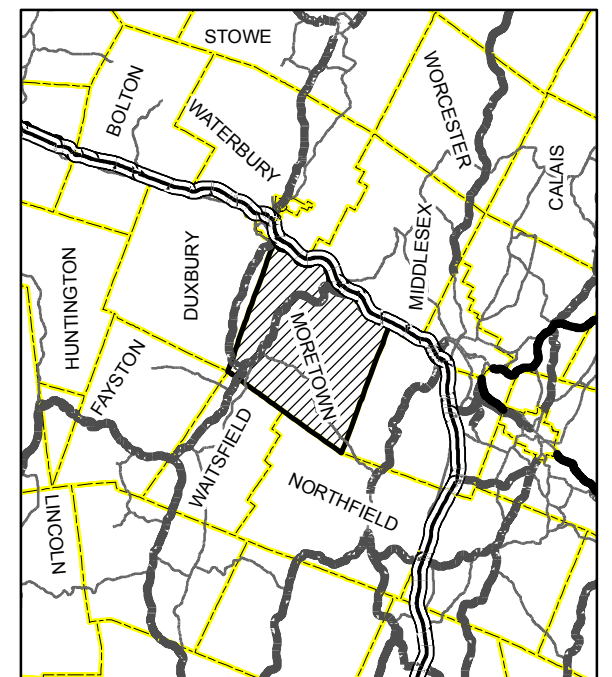 STOWE
BOLTON
WATERBURY
WORCESTER
CALAIS
MIDDLESEX
DUXBURY
HUNTINGTON
MORETOWN
FAYSTON
WAITSFIELD
NORTHFIELD
LINCOLN